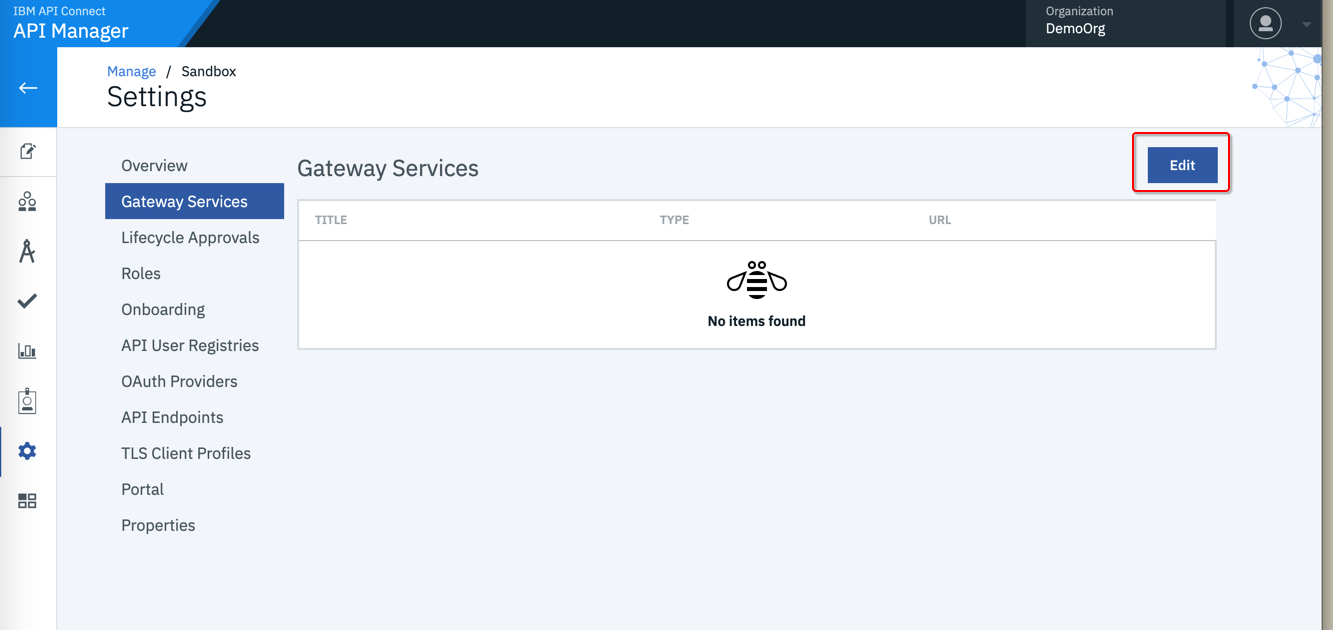 IBM API Connect
API Manager
Organization
DemoOrg
Manage / Sandbox
Settings
Overview
Gateway Services
Lifecycle Approvals
Roles
Onboarding
API User Registries
OAuth Providers
API Endpoints
TLS Client Profiles
Portal
Properties
Gateway Services
Edit
TITLE TYPE URL
No items found